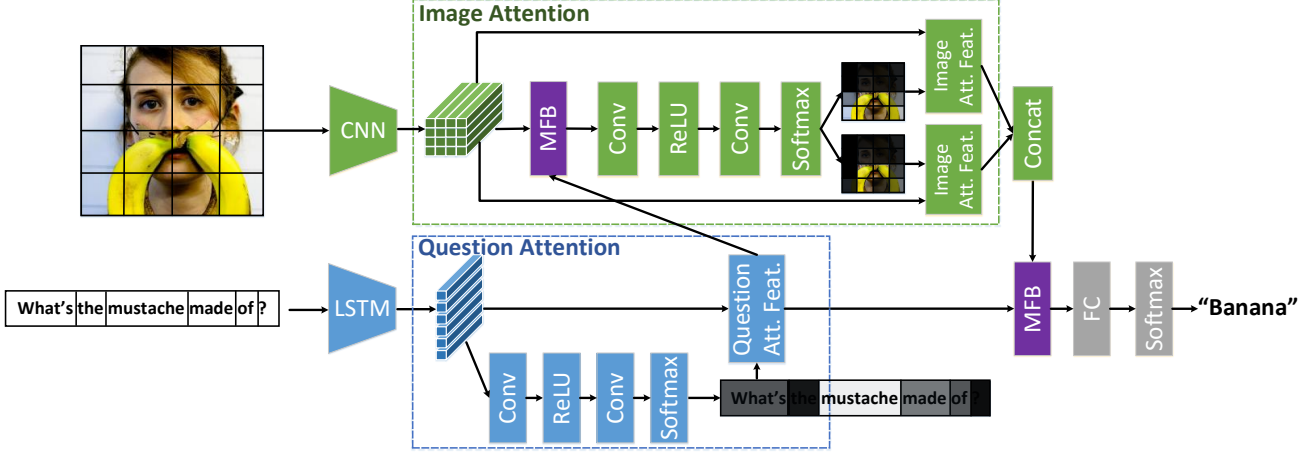 Image Attention
CNN
MFB
Conv
ReLU
Conv
Softmax
Image
Att. Feat.
Image
Att. Feat.
Concat
Question Attention
What's the mustache made of ?
LSTM
Conv
ReLU
Conv
Softmax
What's the mustache made of ?
Question
Att. Feat.
MFB
FC
Softmax
“Banana”